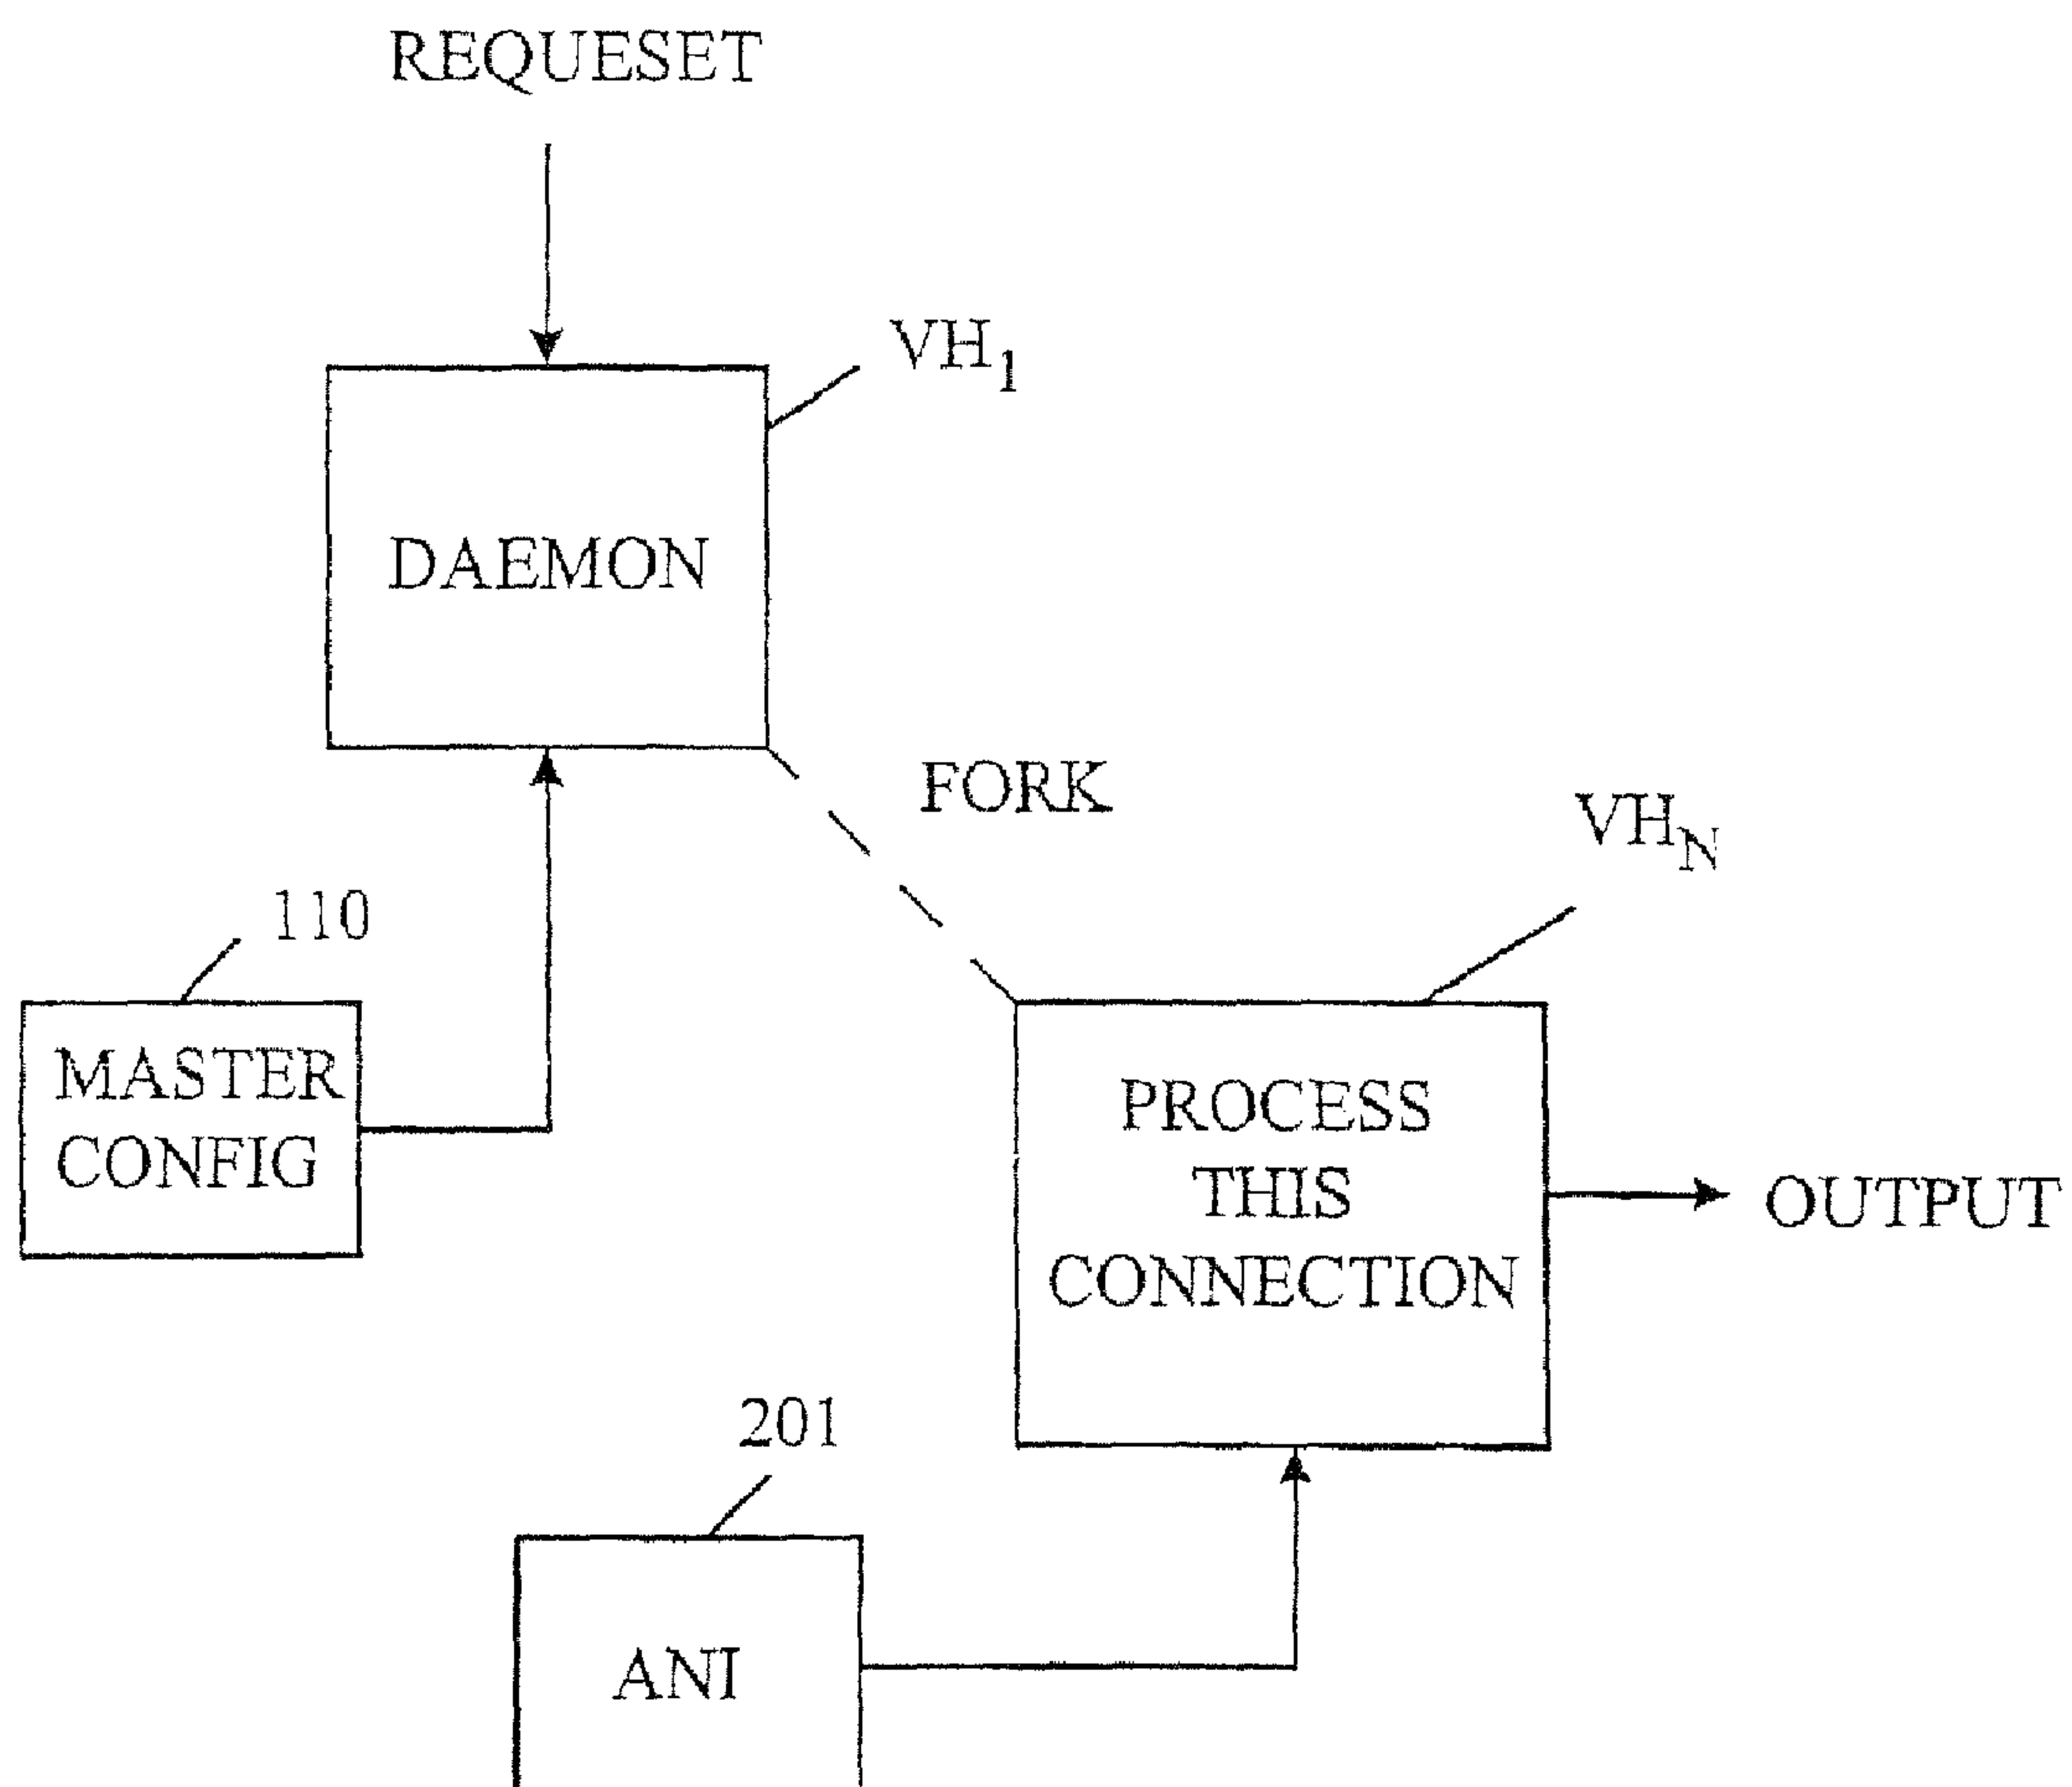 REQUESET
VH1
DAEMON
FORK
VHN
110
MASTER
CONFIG
PROCESS
THIS
CONNECTION
OUTPUT
201
ANI